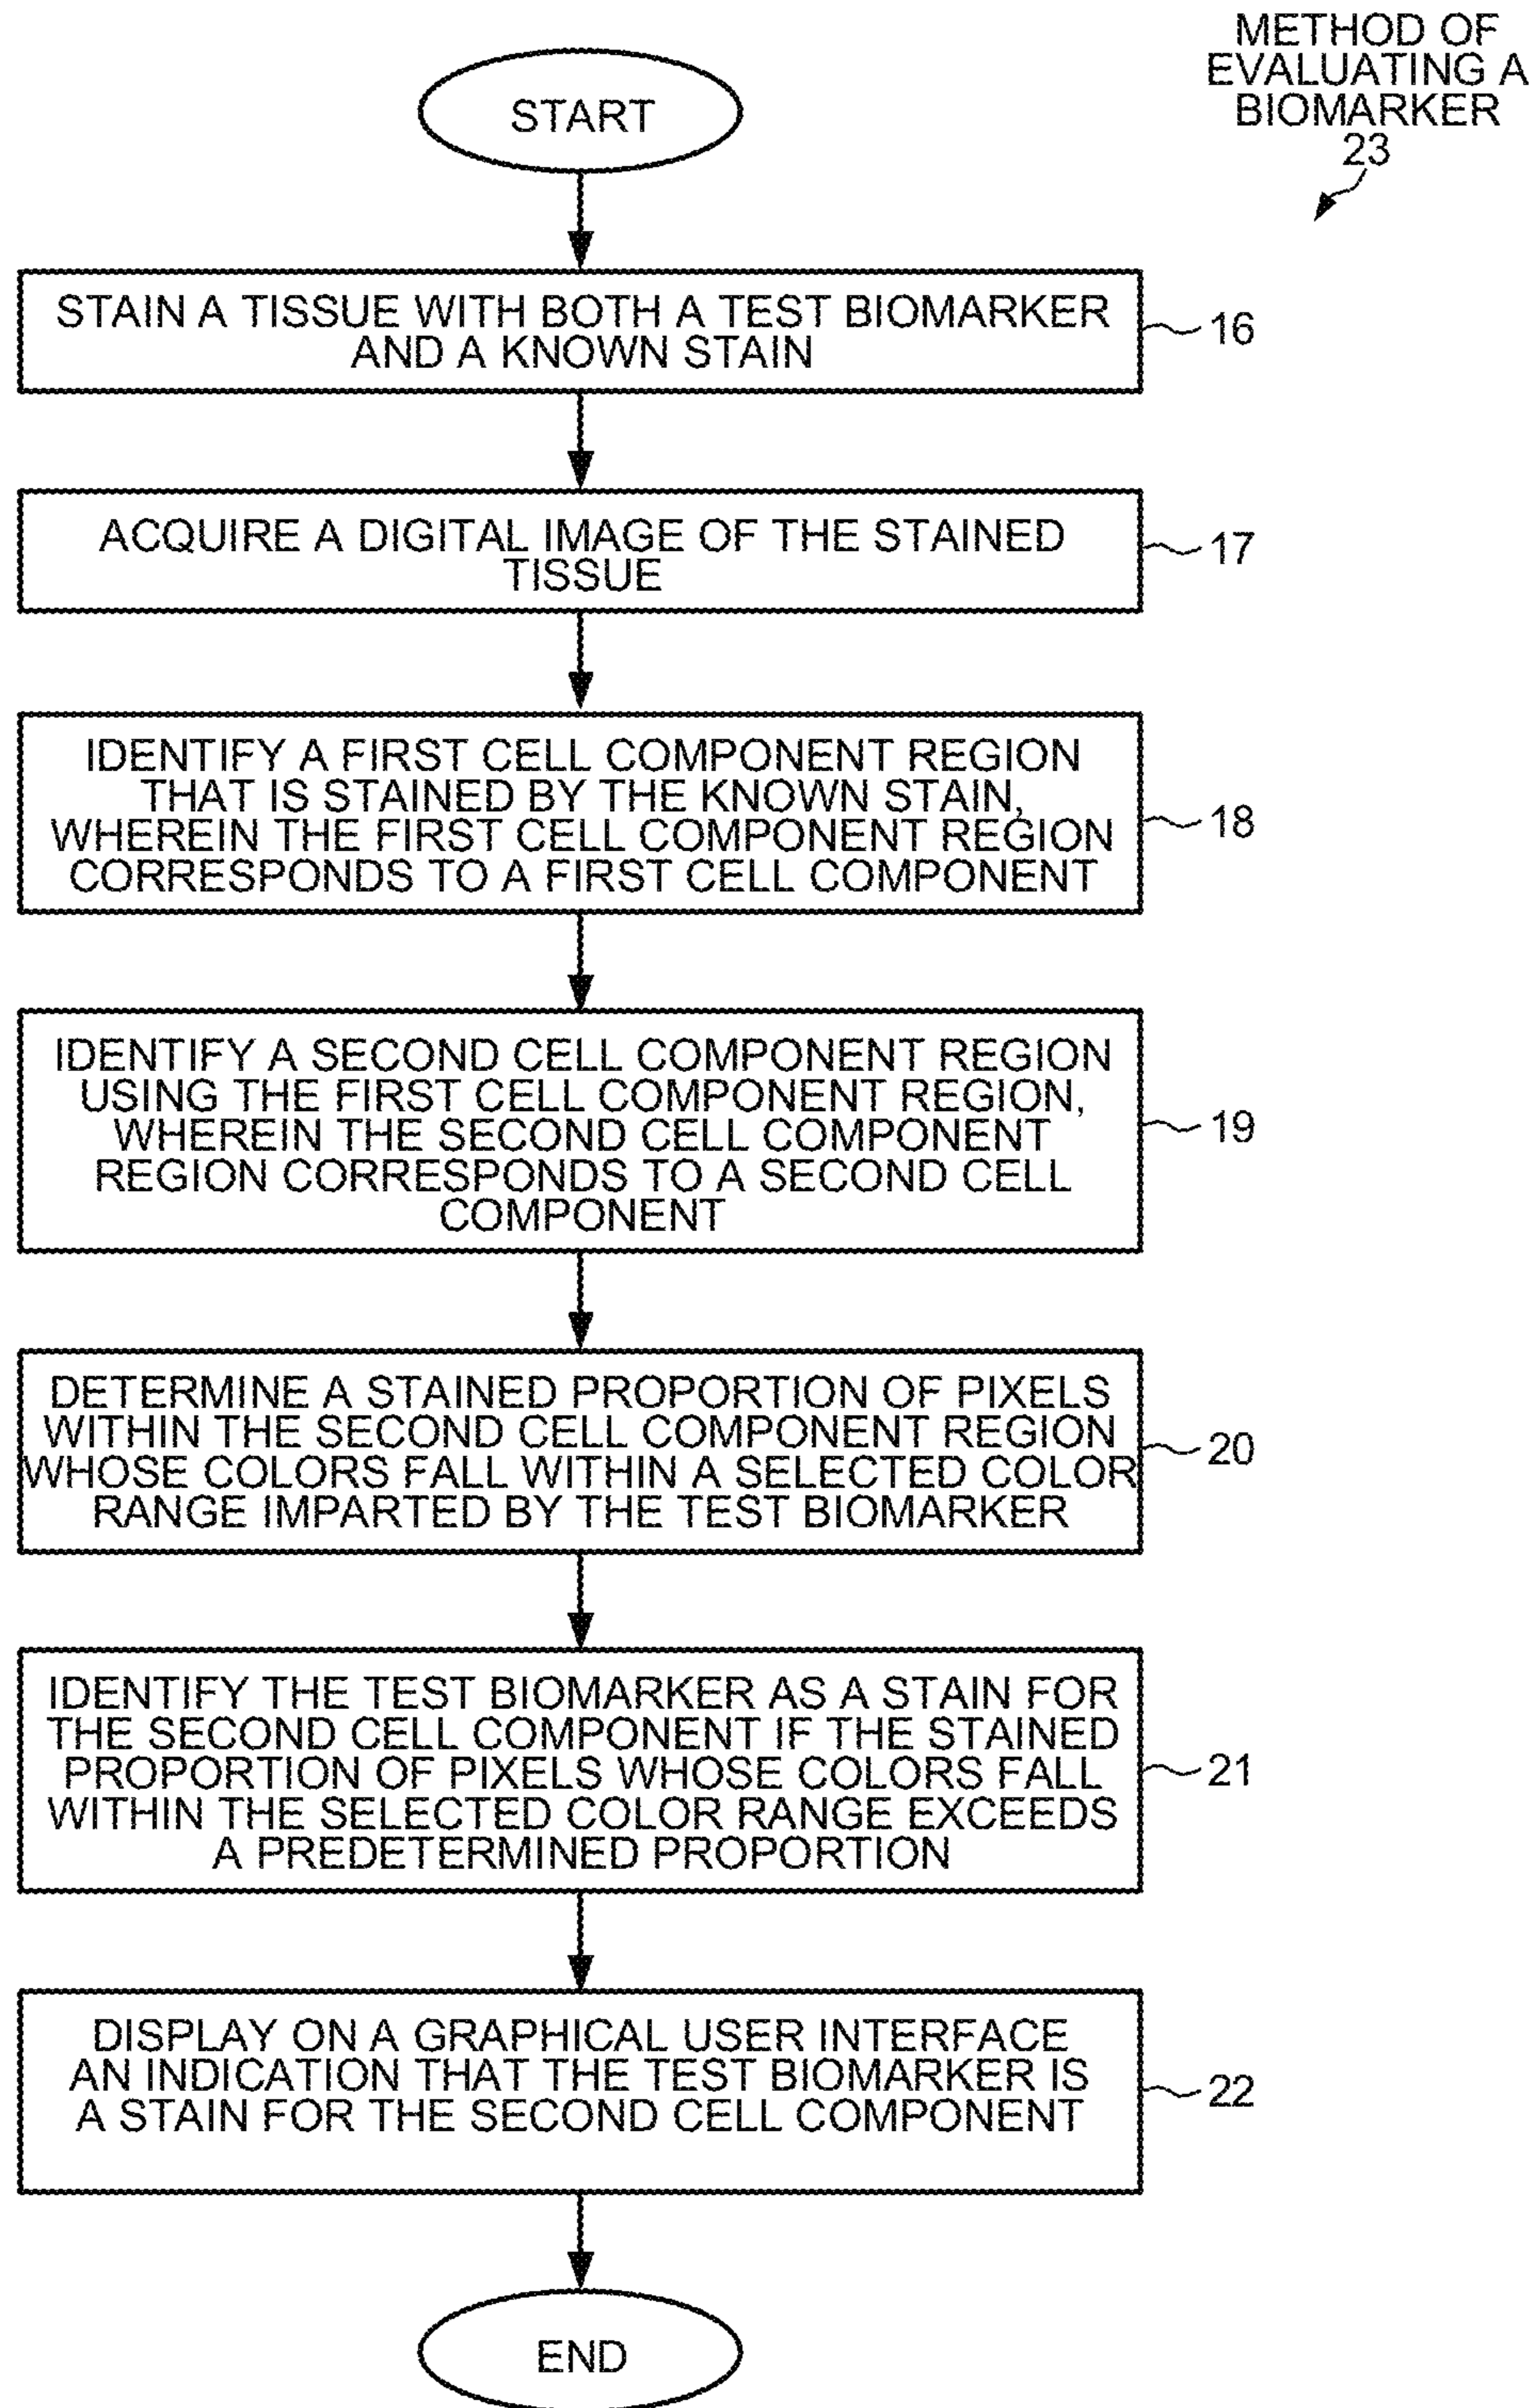 METHOD OF
EVALUATING A
BIOMARKER
23
START
STAIN A TISSUE WITH BOTH A TEST BIOMARKER
AND A KNOWN STAIN
16
ACQUIRE A DIGITAL IMAGE OF THE STAINED
TISSUE
17
IDENTIFY A FIRST CELL COMPONENT REGION
THAT IS STAINED BY THE KNOWN STAIN,
WHEREIN THE FIRST CELL COMPONENT REGION
CORRESPONDS TO A FIRST CELL COMPONENT
18
IDENTIFY A SECOND CELL COMPONENT REGION
USING THE FIRST CELL COMPONENT REGION,
WHEREIN THE SECOND CELL COMPONENT
REGION CORRESPONDS TO A SECOND CELL
COMPONENT
19
DETERMINE A STAINED PROPORTION OF PIXELS
WITHIN THE SECOND CELL COMPONENT REGION
WHOSE COLORS FALL WITHIN A SELECTED COLOR
RANGE IMPARTED BY THE TEST BIOMARKER
20
IDENTIFY THE TEST BIOMARKER AS A STAIN FOR
THE SECOND CELL COMPONENT IF THE STAINED
PROPORTION OF PIXELS WHOSE COLORS FALL
WITHIN THE SELECTED COLOR RANGE EXCEEDS
A PREDETERMINED PROPORTION
21
DISPLAY ON A GRAPHICAL USER INTERFACE
AN INDICATION THAT THE TEST BIOMARKER IS
A STAIN FOR THE SECOND CELL COMPONENT
22
END